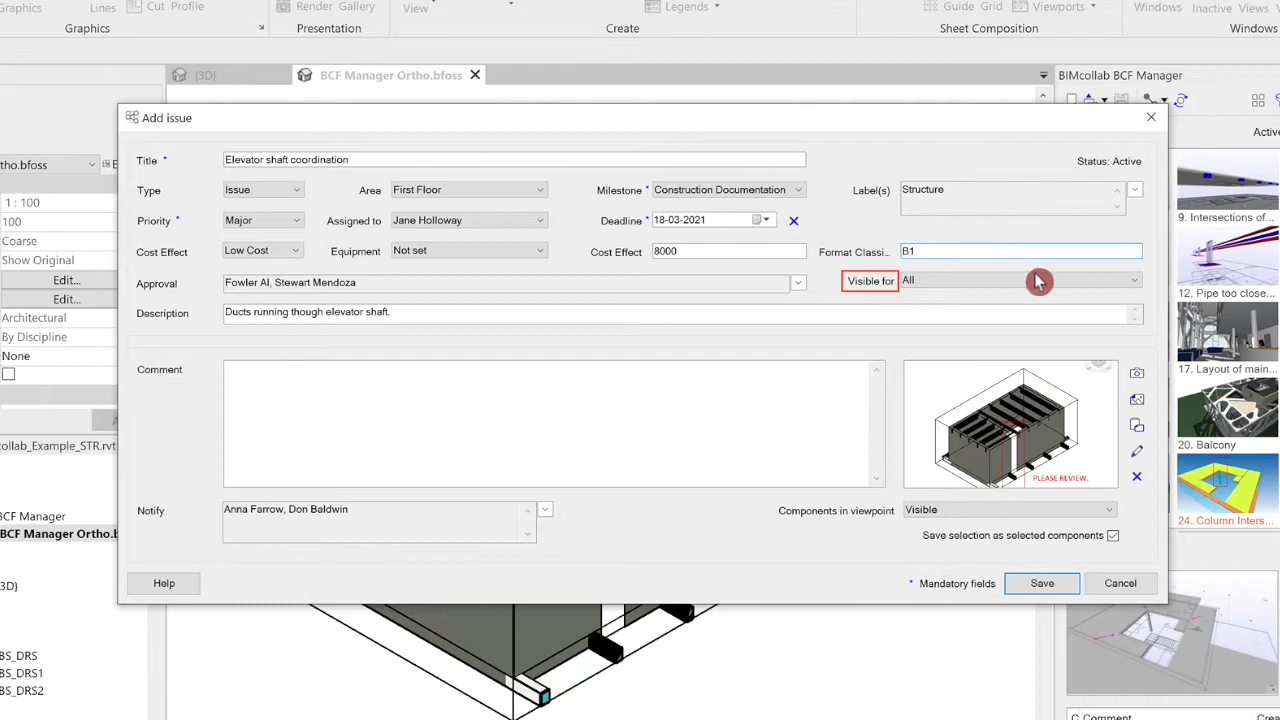 Graphics Lines Cut Profile Render Gallery View Legends Guide Grid Viewports Windows Inactive Views
Graphics Presentation Create Sheet Composition Windows
{3D} BCF Manager Ortho.bfoss BIMcollab BCF Manager
Add issue
Title * Elevator shaft coordination Status: Active
Type Issue Area First Floor Milestone * Construction Documentation Label(s) Structure
Priority * Major Assigned to Jane Holloway Deadline * 18-03-2021
Cost Effect Low Cost Equipment Not set Cost Effect 8000 Format Classi... B1
Approval Fowler Al, Stewart Mendoza Visible for All
Description Ducts running though elevator shaft.
Comment
PLEASE REVIEW.
Notify Anna Farrow, Don Baldwin Components in viewpoint Visible
Save selection as selected components
Help * Mandatory fields Save Cancel
tho.bfoss
1 : 100
100
Coarse
Show Original
Edit...
Edit...
Architectural
By Discipline
None
collab_Example_STR.rvt
BCF Manager
BCF Manager Ortho.b
3D}
BS_DRS
BS_DRS1
BS_DRS2
Active
9. Intersections of...
12. Pipe too close...
17. Layout of main...
20. Balcony
24. Column Inters...
C Comment Crea